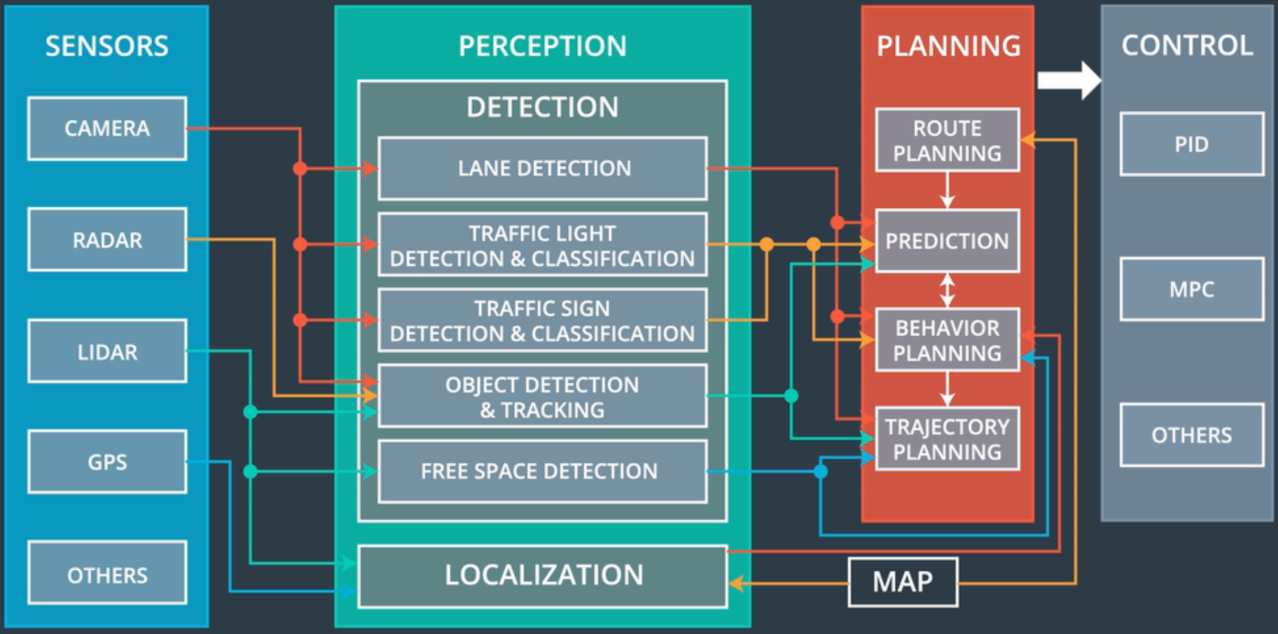 SENSORS
CAMERA
RADAR
LIDAR
GPS
OTHERS
PERCEPTION
DETECTION
LANE DETECTION
TRAFFIC LIGHT
DETECTION & CLASSIFICATION
TRAFFIC SIGN
DETECTION & CLASSIFICATION
OBJECT DETECTION
& TRACKING
FREE SPACE DETECTION
LOCALIZATION
PLANNING
ROUTE
PLANNING
PREDICTION
BEHAVIOR
PLANNING
TRAJECTORY
PLANNING
MAP
CONTROL
PID
MPC
OTHERS